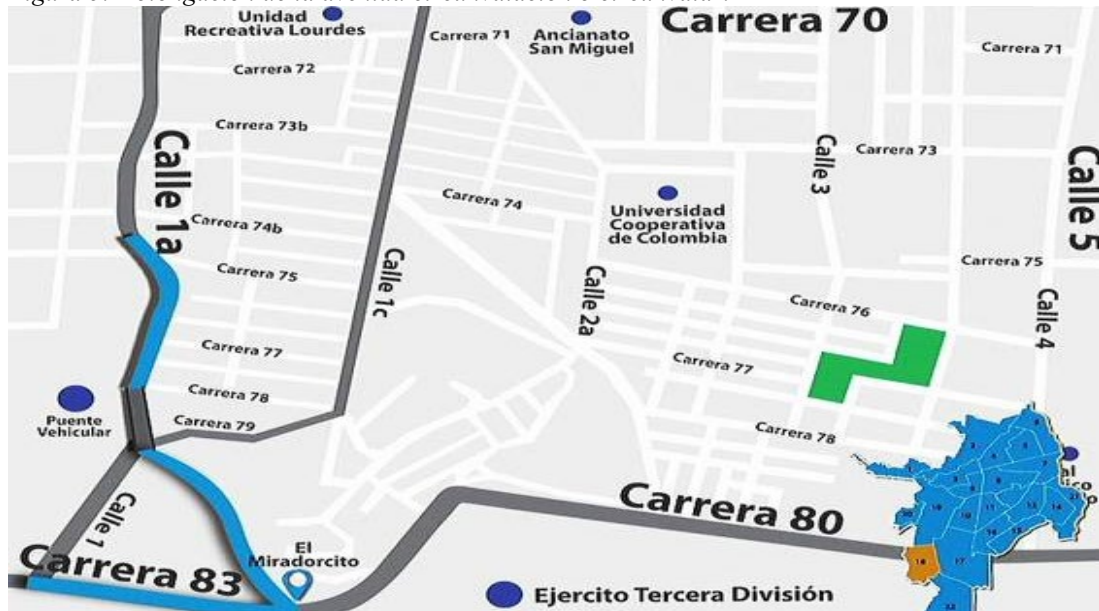 Unidad
Recreativa Lourdes
Carrera 71
Ancianato
San Miguel
Carrera 70
Carrera 71
Carrera 72
Carrera 73b
Calle 1a
Calle 3
Carrera 73
Calle 5
Carrera 74
Universidad
Cooperativa
de Colombia
Carrera 74b
Carrera 75
Calle 1c
Calle 2a
Carrera 75
Carrera 76
Calle 4
Carrera 77
Carrera 77
Carrera 78
Puente
Vehicular
Carrera 79
Carrera 78
Carrera 80
Calle 1
El
Miradorcito
Carrera 83
Ejercito Tercera División